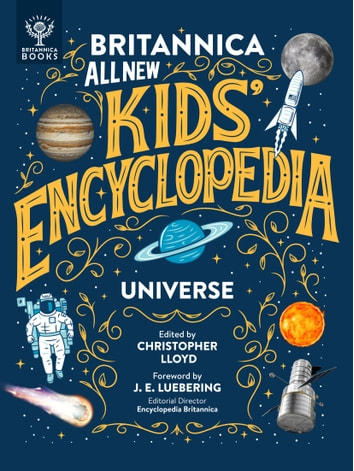 BRITANNICA
BOOKS
BRITANNICA
ALL NEW
KIDS'
ENCYCLOPEDIA
UNIVERSE
Edited by
CHRISTOPHER
LLOYD
Foreword by
J. E. LUEBERING
Editorial Director
Encyclopedia Britannica